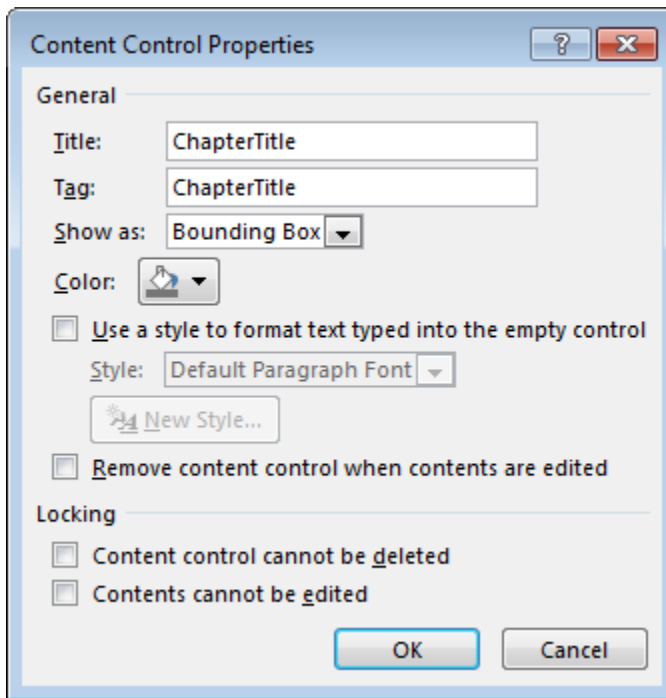 Content Control Properties
?
General
Title: ChapterTitle
Tag: ChapterTitle
Show as: Bounding Box
Color:
Use a style to format text typed into the empty control
Style: Default Paragraph Font
New Style...
Remove content control when contents are edited
Locking
Content control cannot be deleted
Contents cannot be edited
OK Cancel